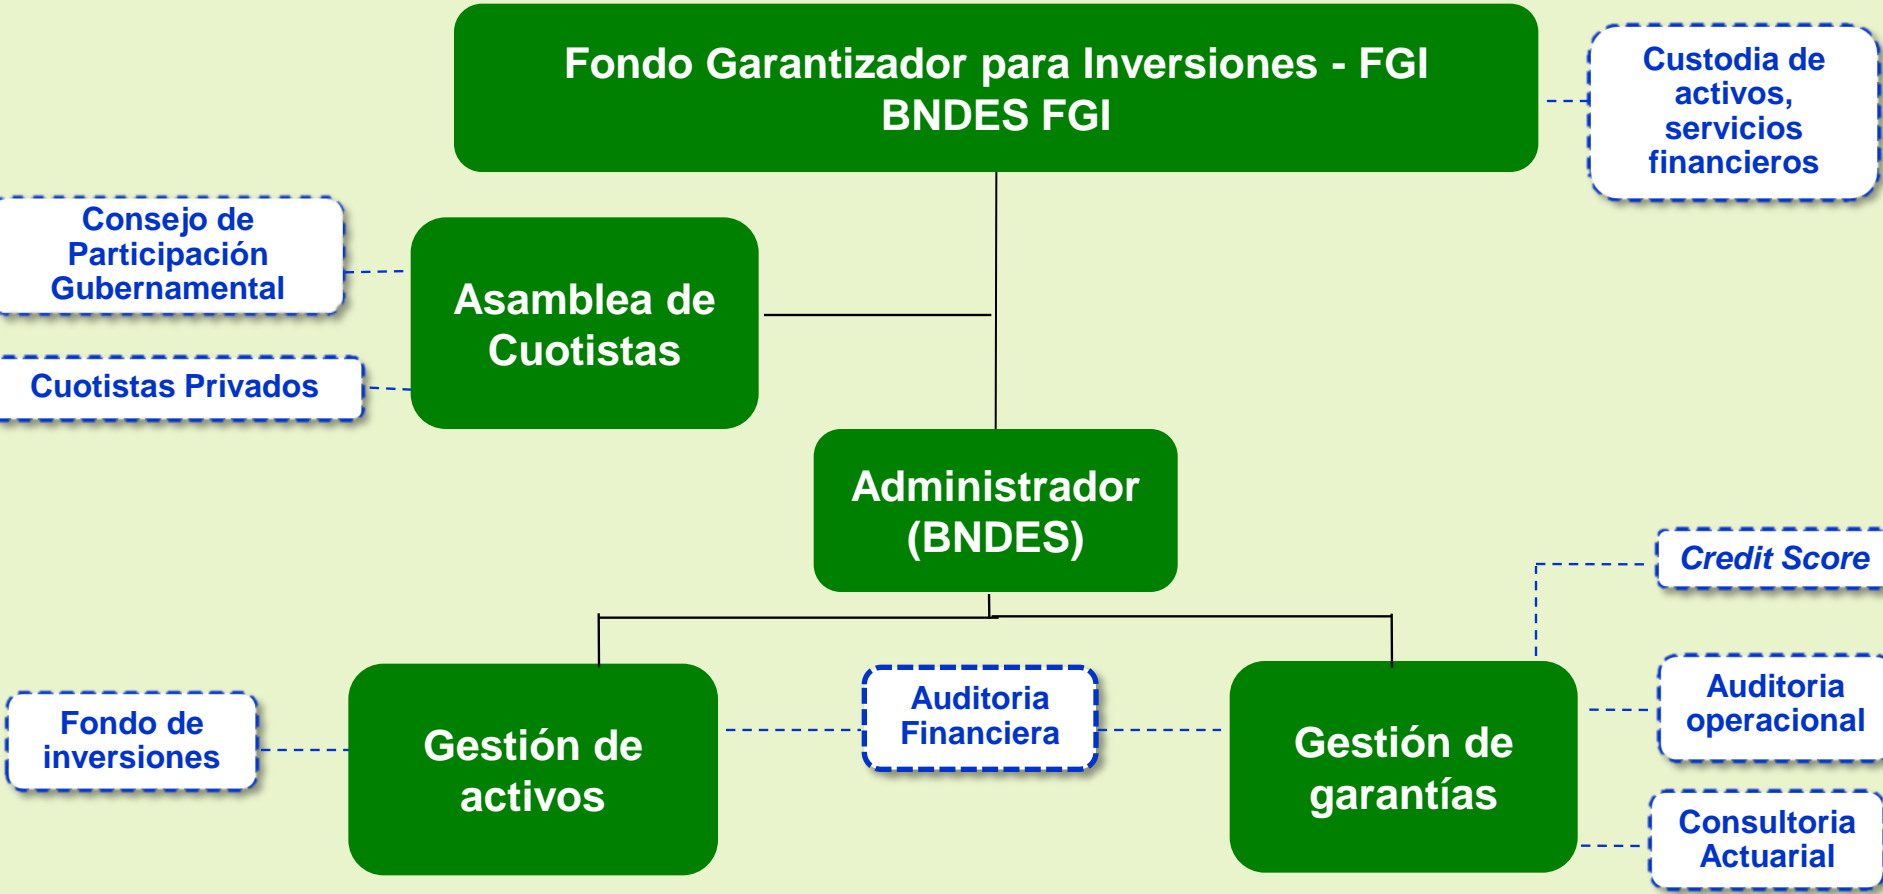 Fondo Garantizador para Inversiones - FGI
BNDES FGI
Custodia de
activos,
servicios
financieros
Consejo de
Participación
Gubernamental
Asamblea de
Cuotistas
Cuotistas Privados
Administrador
(BNDES)
Credit Score
Fondo de
inversiones
Gestión de
activos
Auditoria
Financiera
Gestión de
garantías
Auditoria
operacional
Consultoria
Actuarial